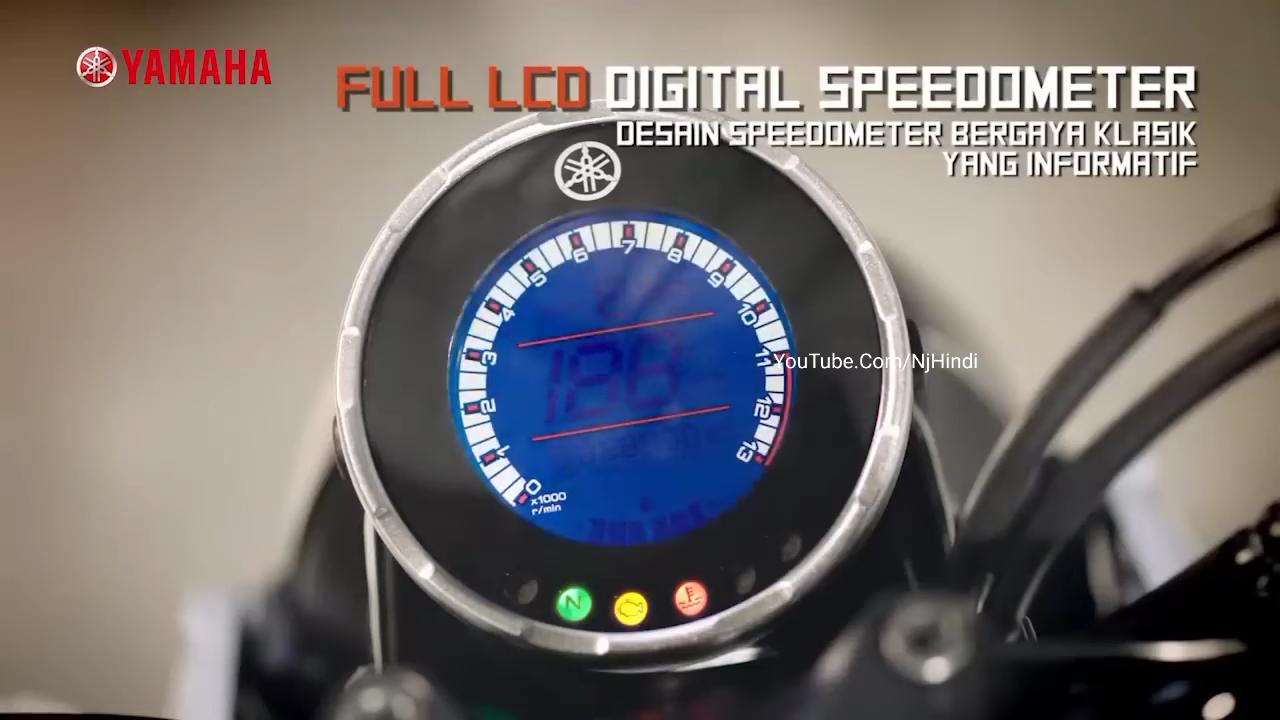 YAMAHA
FULL LCD DIGITAL SPEEDOMETER
DESAIN SPEEDOMETER BERGAYA KLASIK
YANG INFORMATIF
7
6
8
5
9
4
10
3
11
YouTube.Com/NjHindi
2
12
1
13
0
x1000
r/min
188
N